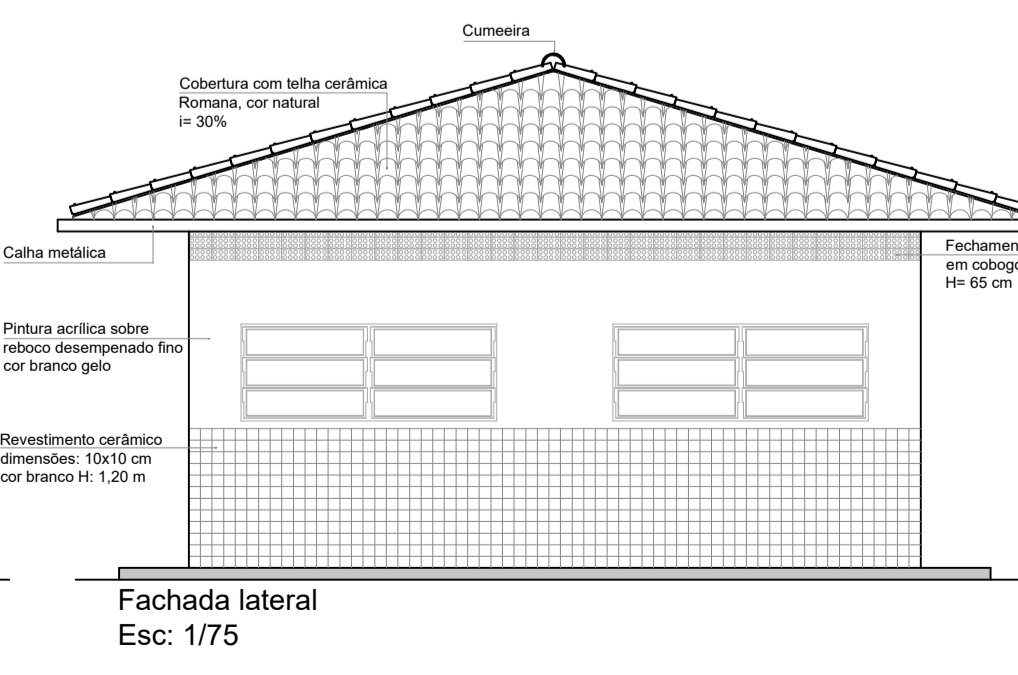 Cumeeira
Cobertura com telha cerâmica
Romana, cor natural
i= 30%
Calha metálica
Fechamen
em cobogo
H= 65 cm
Pintura acrílica sobre
reboco desempenado fino
cor branco gelo
Revestimento cerâmico
dimensões: 10x10 cm
cor branco H: 1,20 m
Fachada lateral
Esc: 1/75